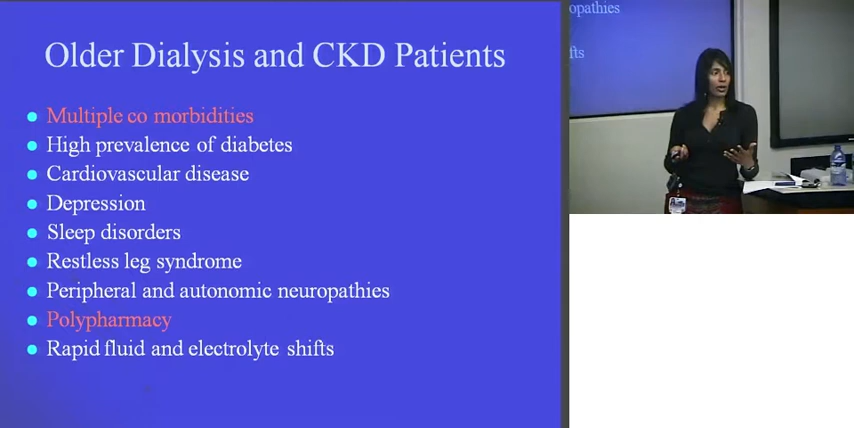 Older Dialysis and CKD Patients
Multiple co morbidities
High prevalence of diabetes
Cardiovascular disease
Depression
Sleep disorders
Restless leg syndrome
Peripheral and autonomic neuropathies
Polypharmacy
Rapid fluid and electrolyte shifts
opathies
fts